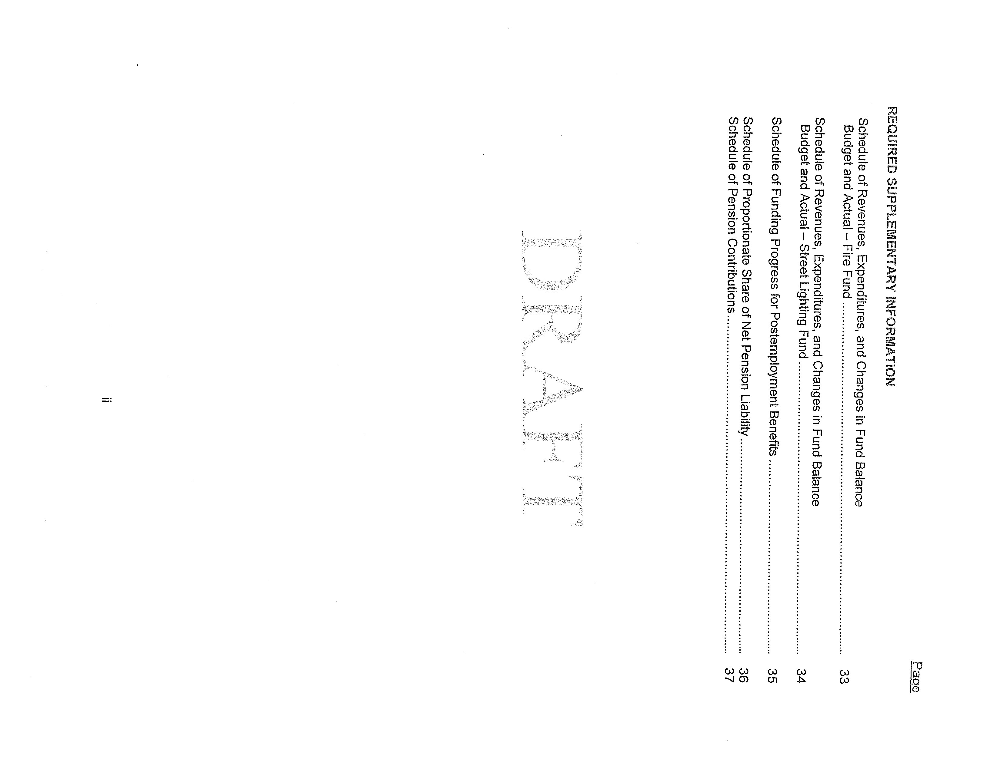 Page
REQUIRED SUPPLEMENTARY INFORMATION
Schedule of Revenues, Expenditures, and Changes in Fund Balance
Budget and Actual – Fire Fund ........................................ 33
Schedule of Revenues, Expenditures, and Changes in Fund Balance
Budget and Actual – Street Lighting Fund ........................................ 34
Schedule of Funding Progress for Postemployment Benefits ........................................ 35
Schedule of Proportionate Share of Net Pension Liability ........................................ 36
Schedule of Pension Contributions ........................................ 37
DRAFT
ii